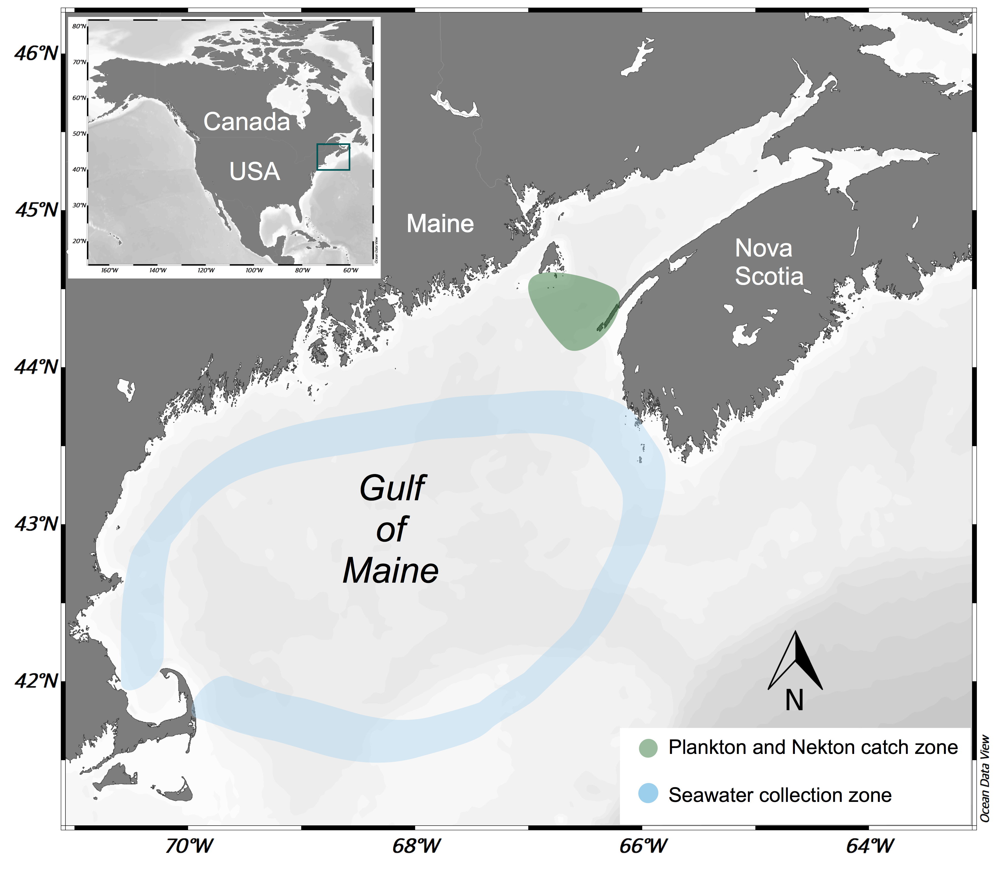 80°N
70°N
60°N
50°N
40°N
30°N
20°N
160°W
140°W
120°W
100°W
80°W
60°W
Canada
USA
Ocean Data View
46°N
45°N
44°N
43°N
42°N
Maine
Nova
Scotia
Gulf
of
Maine
N
Plankton and Nekton catch zone
Seawater collection zone
Ocean Data View
70°W
68°W
66°W
64°W